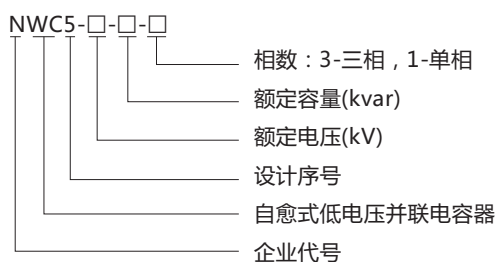 NWC5-□-□-□
相数：3-三相，1-单相
额定容量(kvar)
额定电压(kV)
设计序号
自愈式低电压并联电容器
企业代号